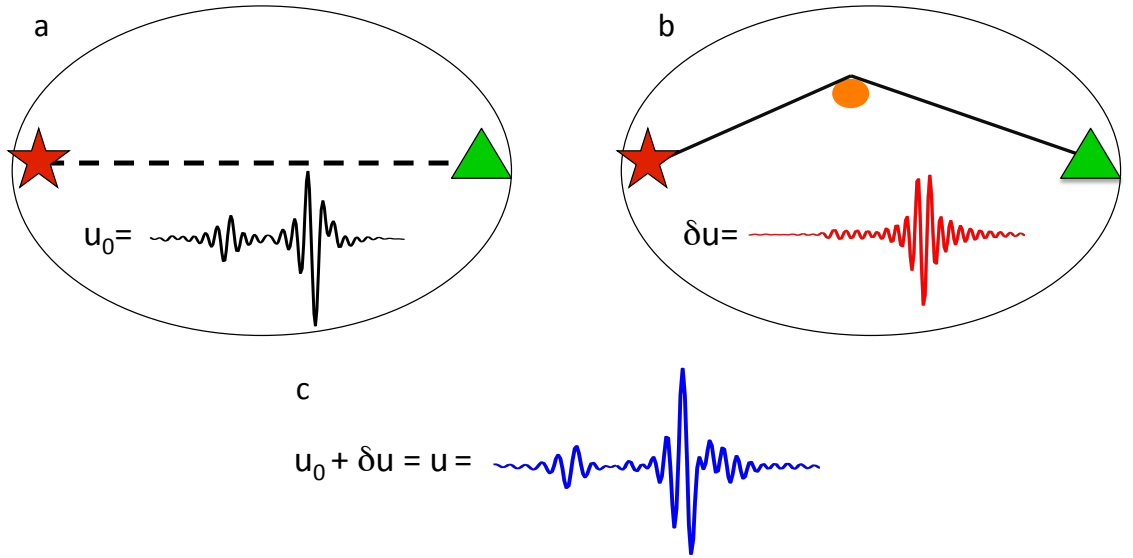 a
u₀=
b
δu=
c
u₀ + δu = u =